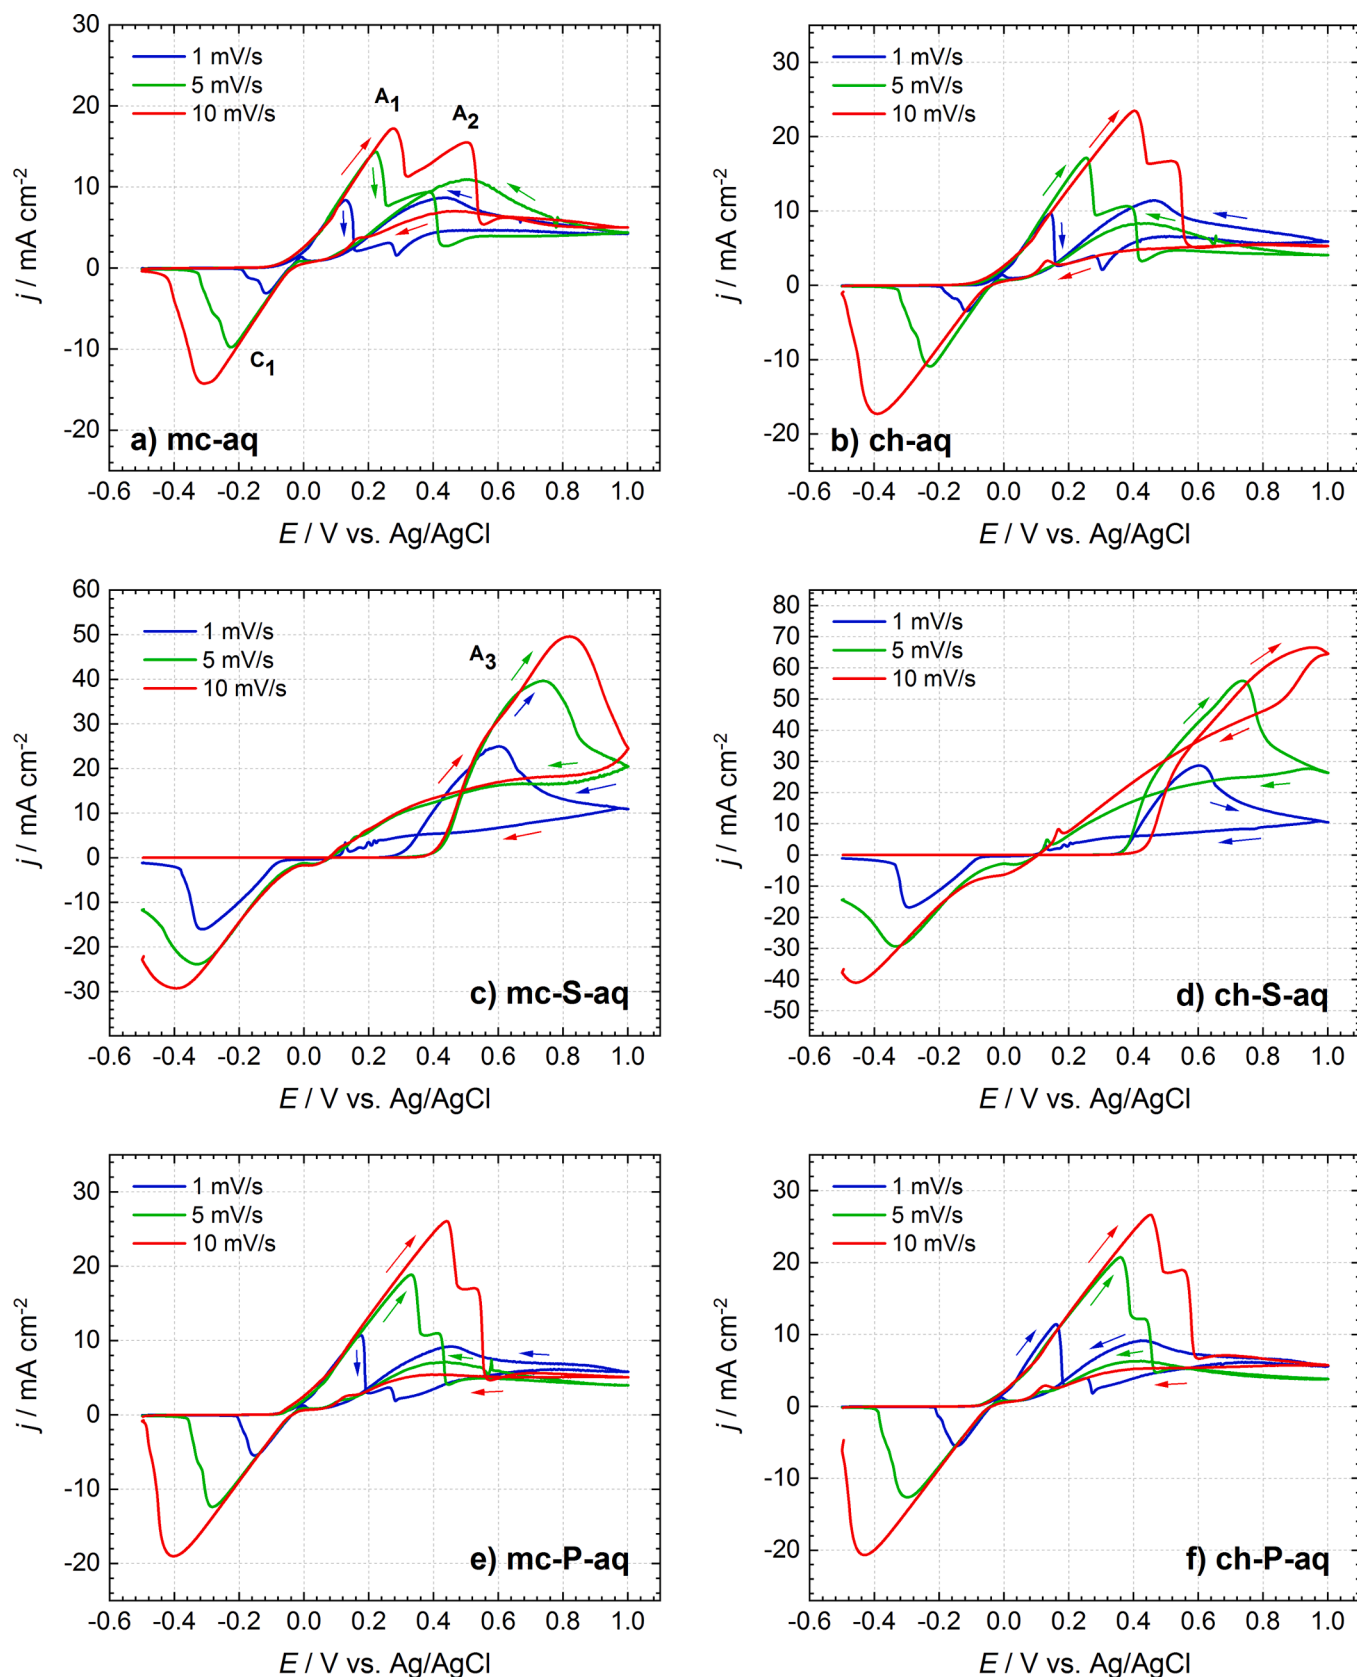 1 mV/s
5 mV/s
10 mV/s
A1
A2
C1
30
20
10
0
-10
-20
j / mA cm-2
a) mc-aq
-0.6 -0.4 -0.2 0.0 0.2 0.4 0.6 0.8 1.0
E / V vs. Ag/AgCl
1 mV/s
5 mV/s
10 mV/s
30
20
10
0
-10
-20
j / mA cm-2
b) ch-aq
-0.6 -0.4 -0.2 0.0 0.2 0.4 0.6 0.8 1.0
E / V vs. Ag/AgCl
1 mV/s
5 mV/s
10 mV/s
A3
60
50
40
30
20
10
0
-10
-20
-30
j / mA cm-2
c) mc-S-aq
-0.6 -0.4 -0.2 0.0 0.2 0.4 0.6 0.8 1.0
E / V vs. Ag/AgCl
1 mV/s
5 mV/s
10 mV/s
80
70
60
50
40
30
20
10
0
-10
-20
-30
-40
-50
j / mA cm-2
d) ch-S-aq
-0.6 -0.4 -0.2 0.0 0.2 0.4 0.6 0.8 1.0
E / V vs. Ag/AgCl
1 mV/s
5 mV/s
10 mV/s
30
20
10
0
-10
-20
j / mA cm-2
e) mc-P-aq
-0.6 -0.4 -0.2 0.0 0.2 0.4 0.6 0.8 1.0
E / V vs. Ag/AgCl
1 mV/s
5 mV/s
10 mV/s
30
20
10
0
-10
-20
j / mA cm-2
f) ch-P-aq
-0.6 -0.4 -0.2 0.0 0.2 0.4 0.6 0.8 1.0
E / V vs. Ag/AgCl